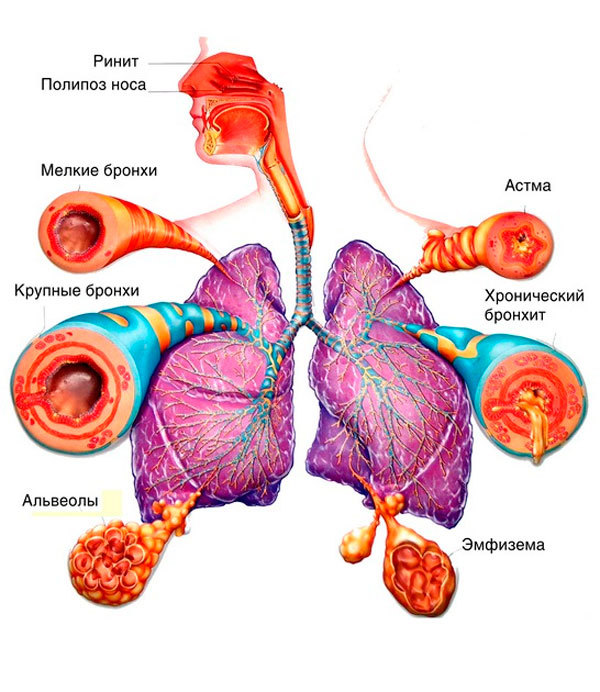 Ринит
Полипоз носа
Мелкие бронхи
Астма
Крупные бронхи
Хронический
бронхит
Альвеолы
Эмфизема